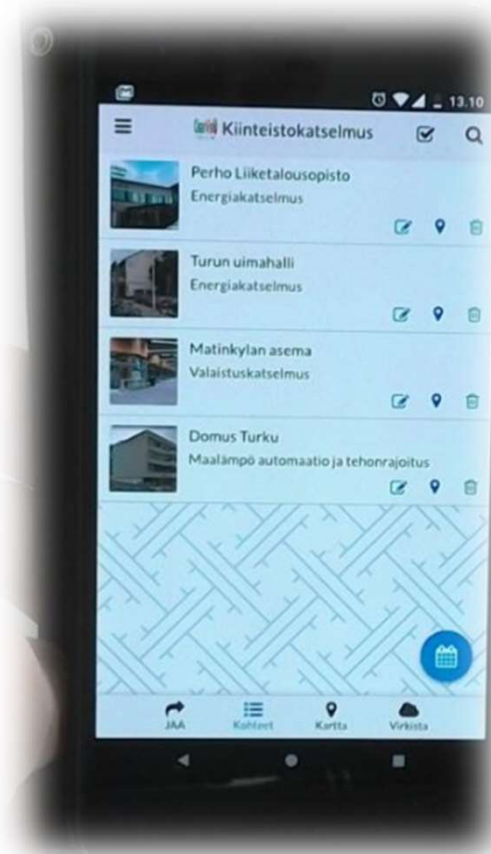 13.10
Kiinteistokatselmus
Perho Liiketalousopisto
Energiakatselmus
Turun uimahalli
Energiakatselmus
Matinkylan asema
Valaistuskatselmus
Domus Turku
Maalämpö automaatio ja tehonrajoitus
JAA Kohteet Kartta Virkistä